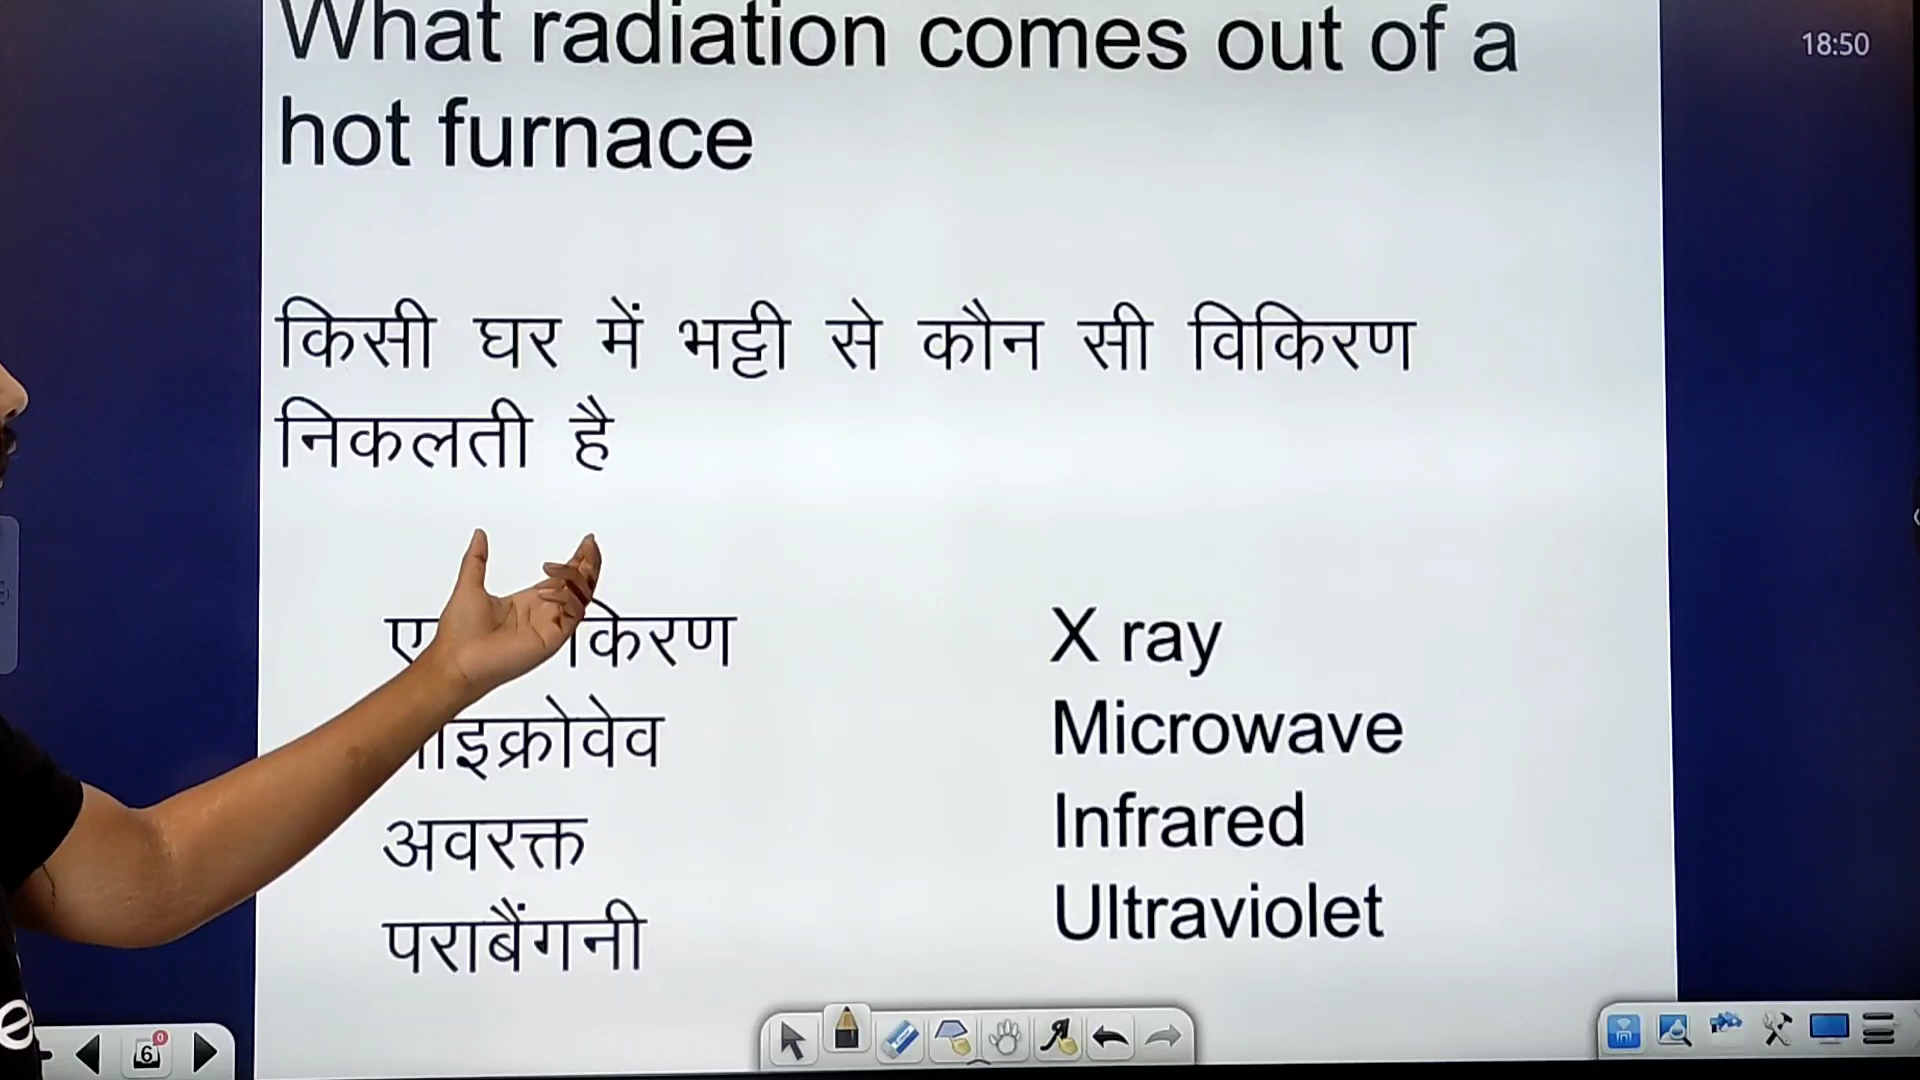 What radiation comes out of a
hot furnace
18:50
किसी घर में भट्टी से कौन सी विकिरण
निकलती है
X ray
माइक्रोवेव
Microwave
अवरक्त
Infrared
पराबैंगनी
Ultraviolet
6
0
e